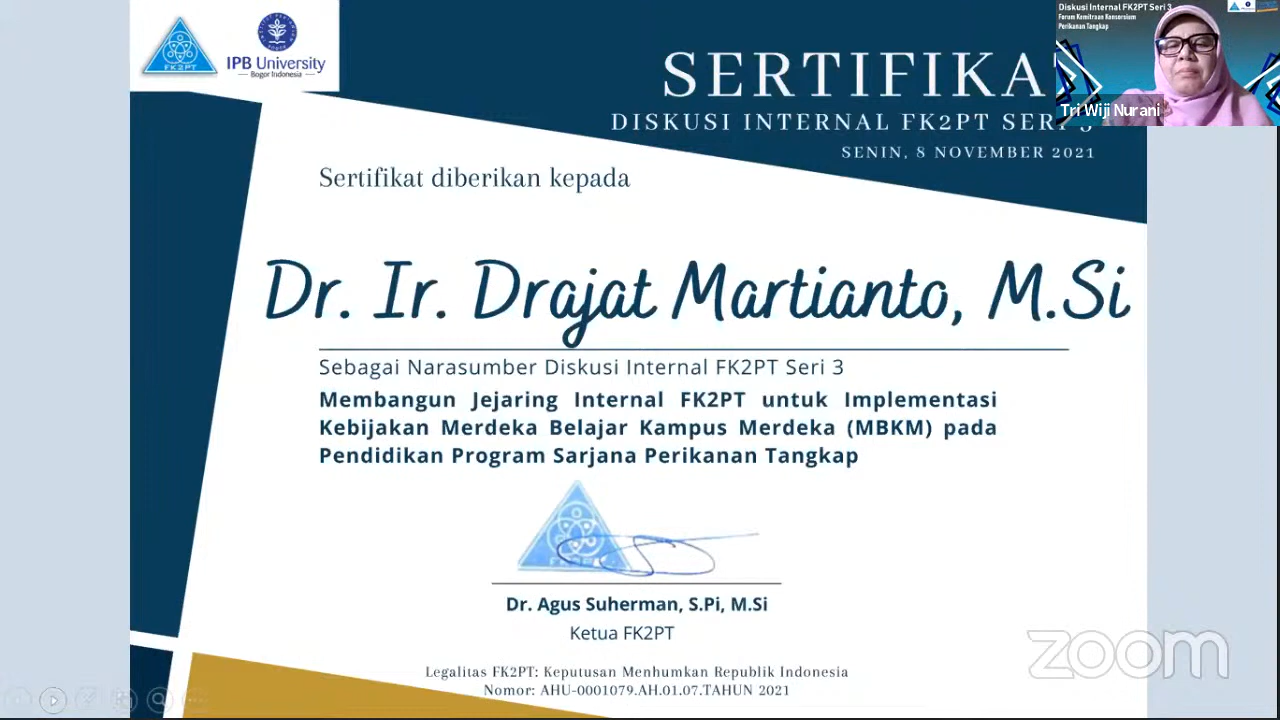 FK2PT
IPB University
Bogor Indonesia
SERTIFIKA
DISKUSI INTERNAL FK2PT SERI 3
SENIN, 8 NOVEMBER 2021
Diskusi Internal FK2PT Seri 3
Forum Kemitraan Konsorsium
Perikanan Tangkap
Tri Wiji Nurani
Sertifikat diberikan kepada
Dr. Ir. Drajat Martianto, M.Si
Sebagai Narasumber Diskusi Internal FK2PT Seri 3
Membangun Jejaring Internal FK2PT untuk Implementasi
Kebijakan Merdeka Belajar Kampus Merdeka (MBKM) pada
Pendidikan Program Sarjana Perikanan Tangkap
Dr. Agus Suherman, S.Pi, M.Si
Ketua FK2PT
Legalitas FK2PT: Keputusan Menhumkan Republik Indonesia
Nomor: AHU-0001079.AH.01.07.TAHUN 2021
zoom